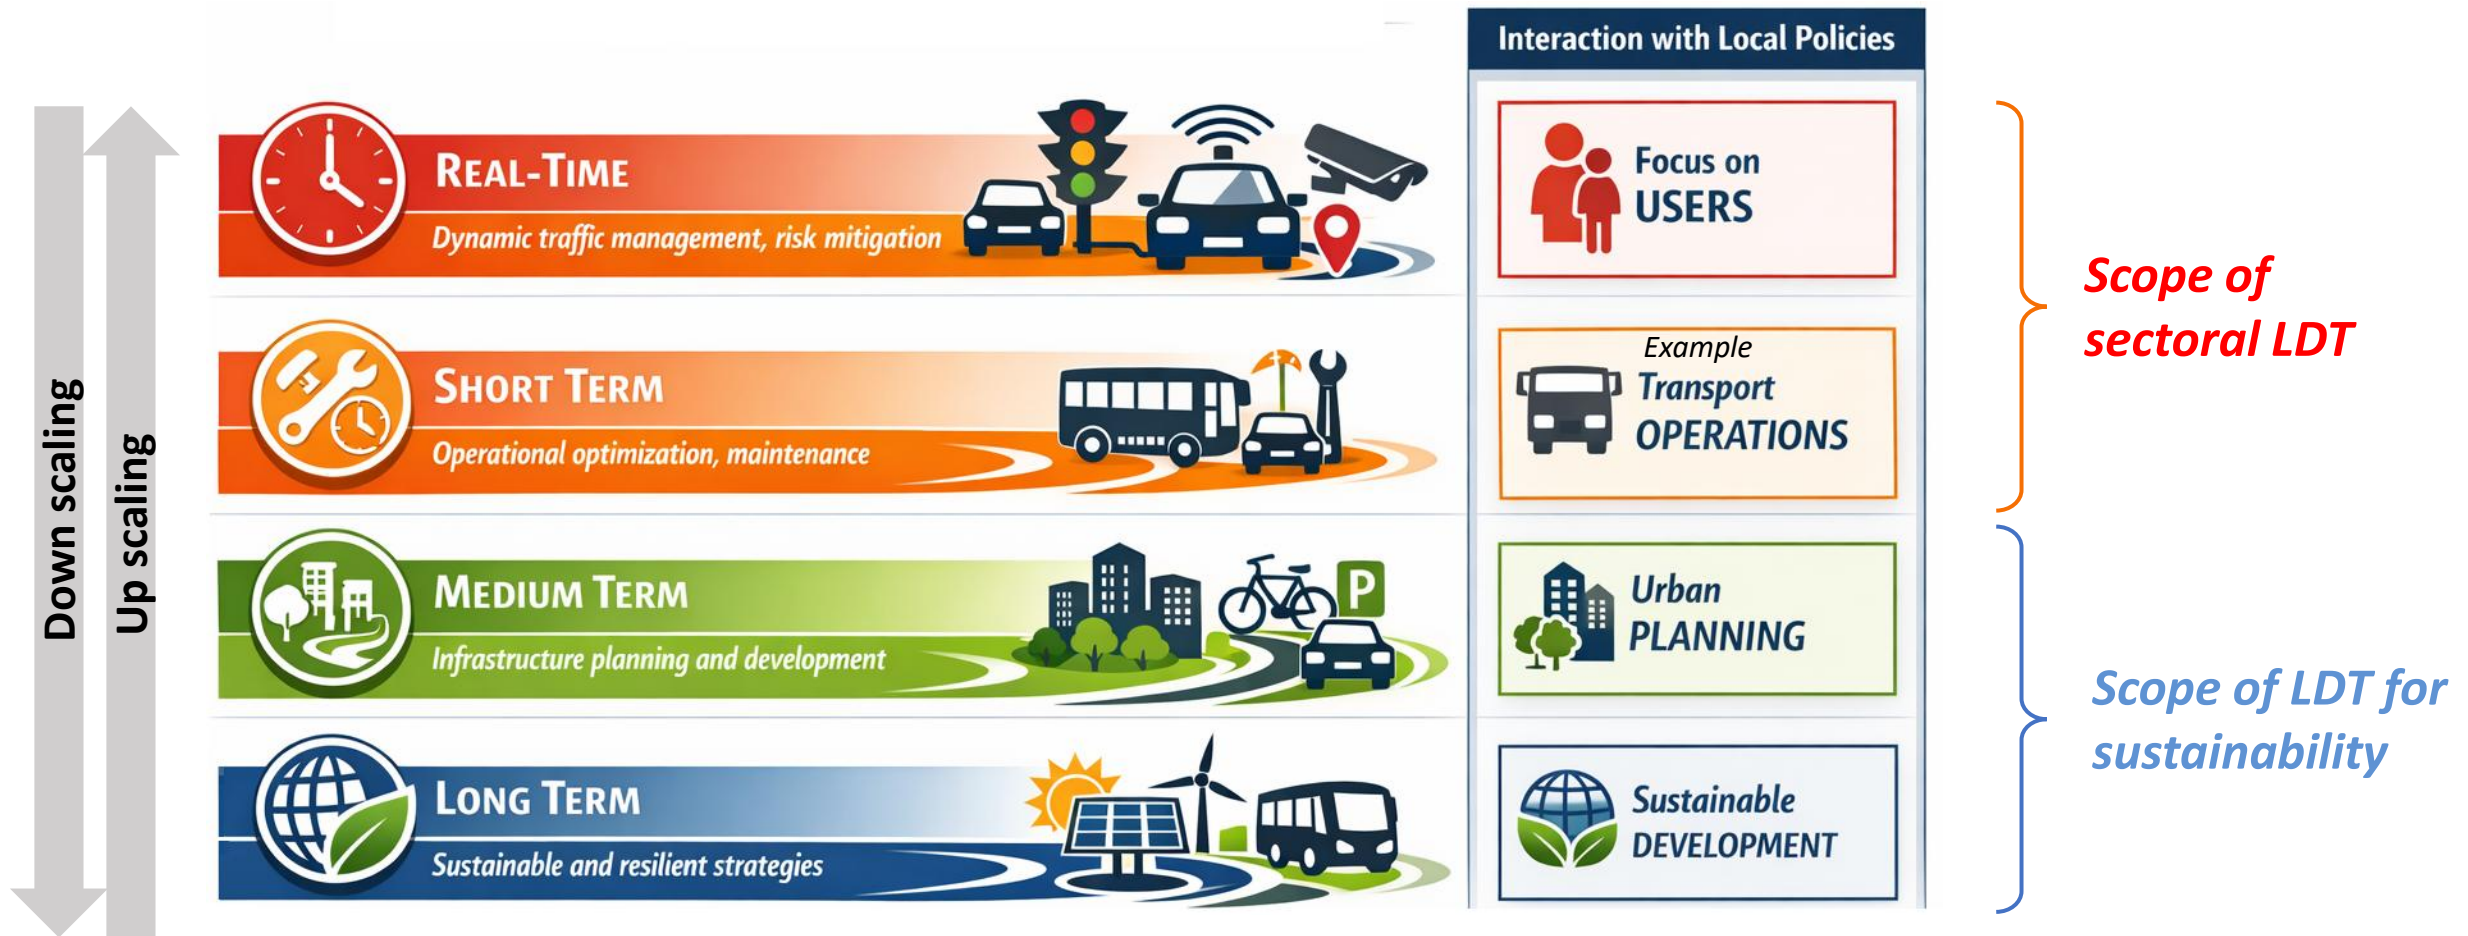 Interaction with Local Policies
Down scaling
Up scaling
REAL-TIME
Dynamic traffic management, risk mitigation
Focus on
USERS
SHORT TERM
Operational optimization, maintenance
Example
Transport
OPERATIONS
Scope of
sectoral LDT
MEDIUM TERM
Infrastructure planning and development
P
Urban
PLANNING
LONG TERM
Sustainable and resilient strategies
Sustainable
DEVELOPMENT
Scope of LDT for
sustainability